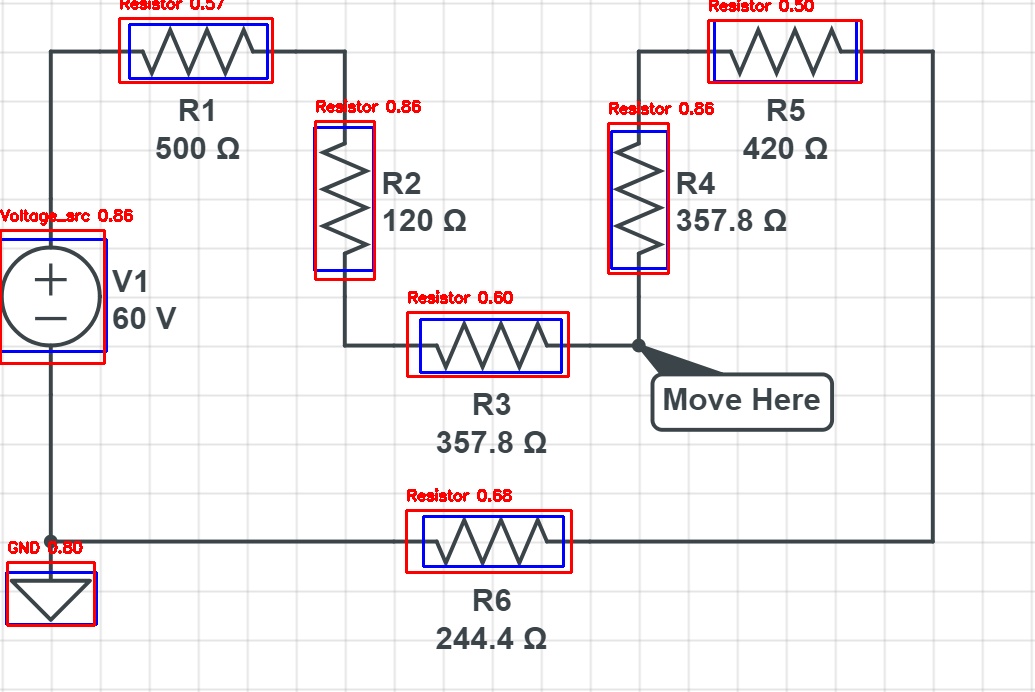 Resistor 0.57
Resistor 0.50
R1
500 Ω
R5
420 Ω
Resistor 0.86
Resistor 0.86
R2
120 Ω
R4
357.8 Ω
Voltage_src 0.86
V1
60 V
Resistor 0.60
Move Here
R3
357.8 Ω
Resistor 0.68
GND 0.80
R6
244.4 Ω